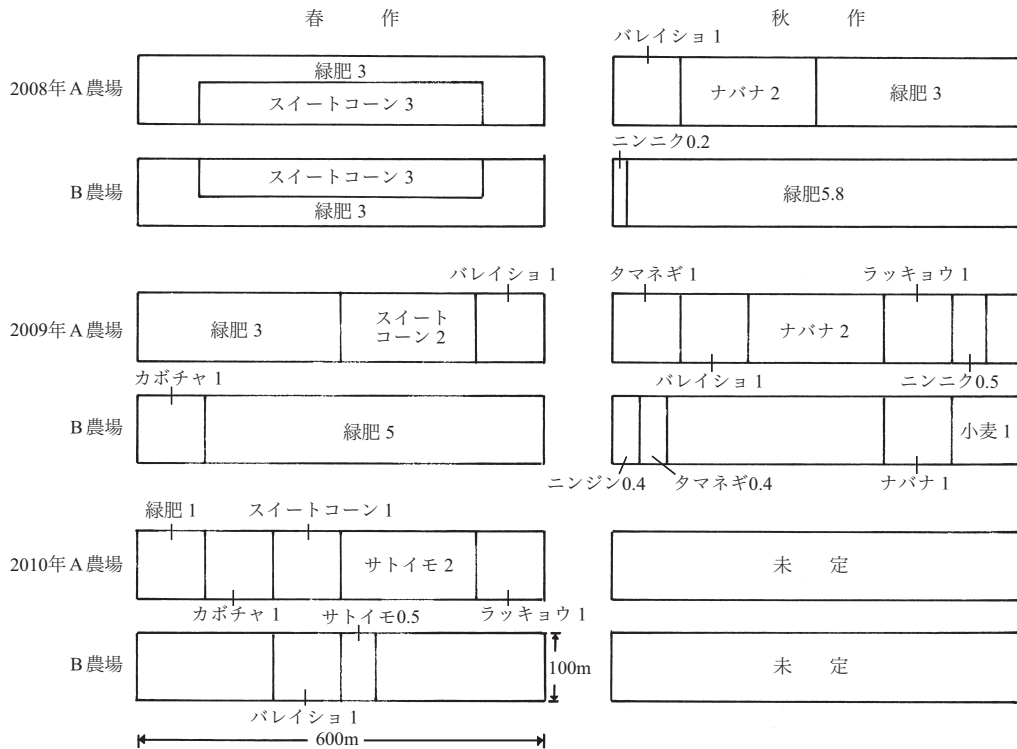 春　作
秋　作
2008年A農場
緑肥 3
スイートコーン 3
バレイショ 1
ナバナ 2
緑肥 3
B農場
スイートコーン 3
緑肥 3
ニンニク0.2
緑肥5.8
2009年A農場
緑肥 3
スイート
コーン 2
バレイショ 1
タマネギ 1
バレイショ 1
ナバナ 2
ラッキョウ 1
ニンニク0.5
B農場
カボチャ 1
緑肥 5
ニンジン0.4
タマネギ0.4
ナバナ 1
小麦 1
2010年A農場
緑肥 1
カボチャ 1
スイートコーン 1
サトイモ 2
ラッキョウ 1
未　定
B農場
バレイショ 1
サトイモ0.5
100m
600m
未　定